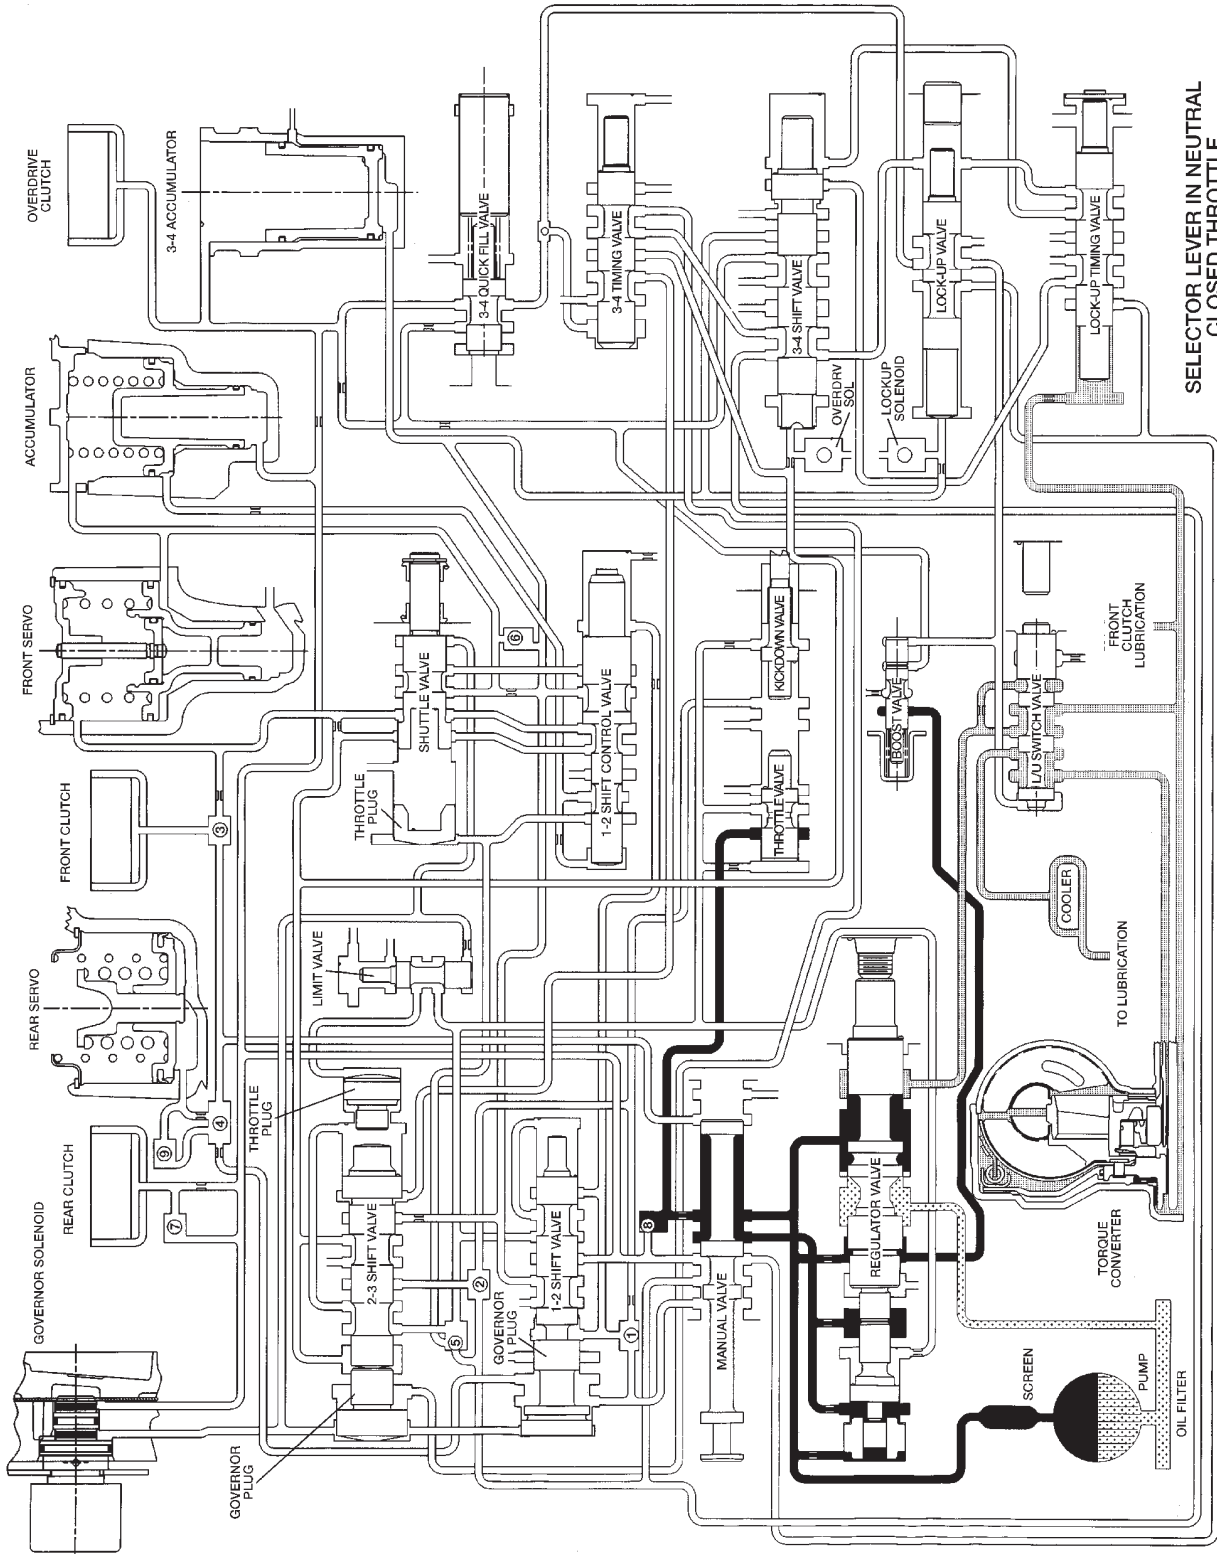 OVERDRIVE
CLUTCH
3-4 ACCUMULATOR
3-4 QUICK FILL VALVE
3-4 TIMING VALVE
3-4 SHIFT VALVE
LOCK-UP VALVE
LOCK-UP TIMING VALVE
SELECTOR LEVER IN NEUTRAL
CLOSED THROTTLE
ACCUMULATOR
OVERDRV
SOL
LOCKUP
SOLENOID
FRONT SERVO
SHUTTLE VALVE
THROTTLE
PLUG
6
1-2 SHIFT CONTROL VALVE
KICKDOWN VALVE
THROTTLE VALVE
BOOST VALVE
L/U SWITCH VALVE
FRONT
CLUTCH
LUBRICATION
FRONT CLUTCH
3
COOLER
TO LUBRICATION
REAR SERVO
LIMIT VALVE
9
4
THROTTLE
PLUG
REAR CLUTCH
7
2-3 SHIFT VALVE
5
2
1-2 SHIFT VALVE
GOVERNOR
PLUG
1
8
MANUAL VALVE
REGULATOR VALVE
TORQUE
CONVERTER
GOVERNOR SOLENOID
GOVERNOR
PLUG
SCREEN
PUMP
OIL FILTER